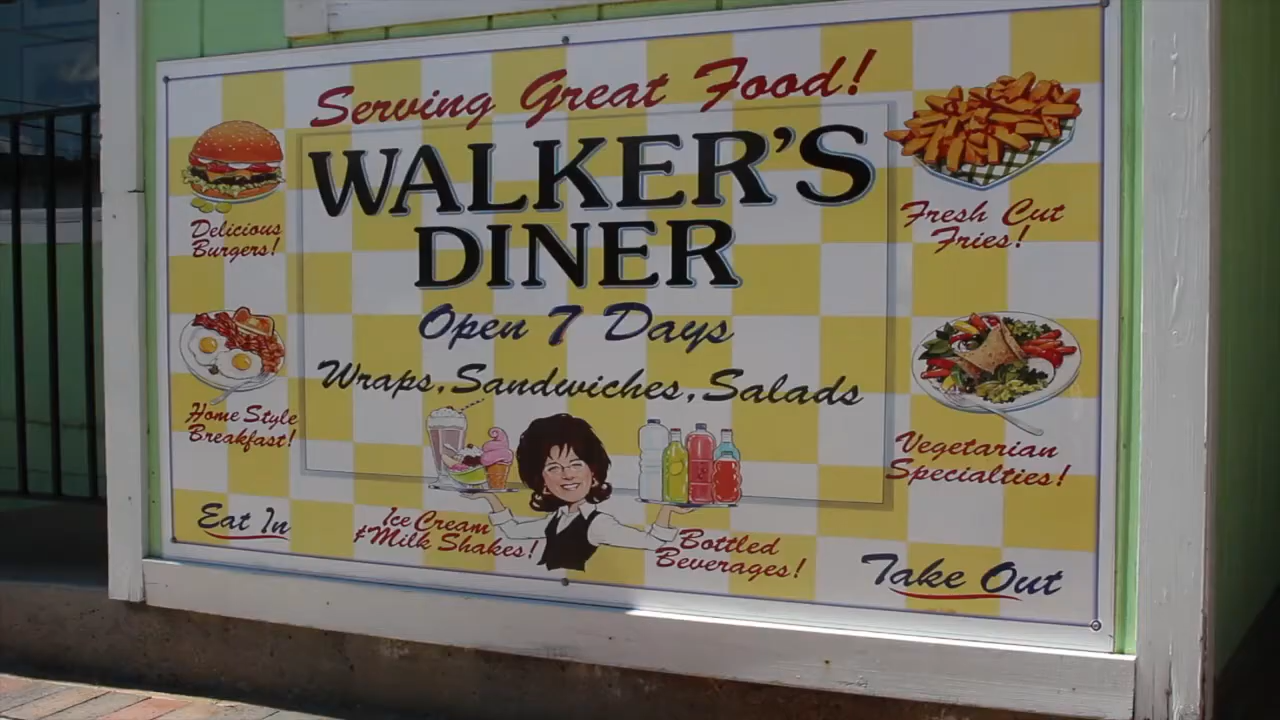 Serving Great Food!
WALKER'S
DINER
Open 7 Days
Wraps, Sandwiches, Salads
Delicious
Burgers!
Fresh Cut
Fries!
Home Style
Breakfast!
Vegetarian
Specialties!
Eat In
Ice Cream
& Milk Shakes!
Bottled
Beverages!
Take Out